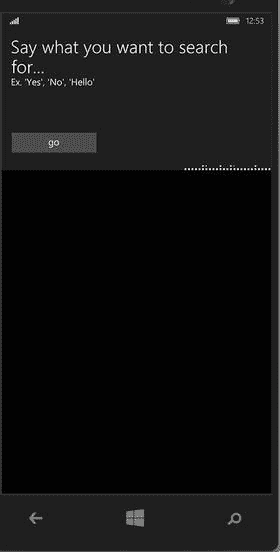 12:53
Say what you want to search
for...
Ex. 'Yes', 'No', 'Hello'
go